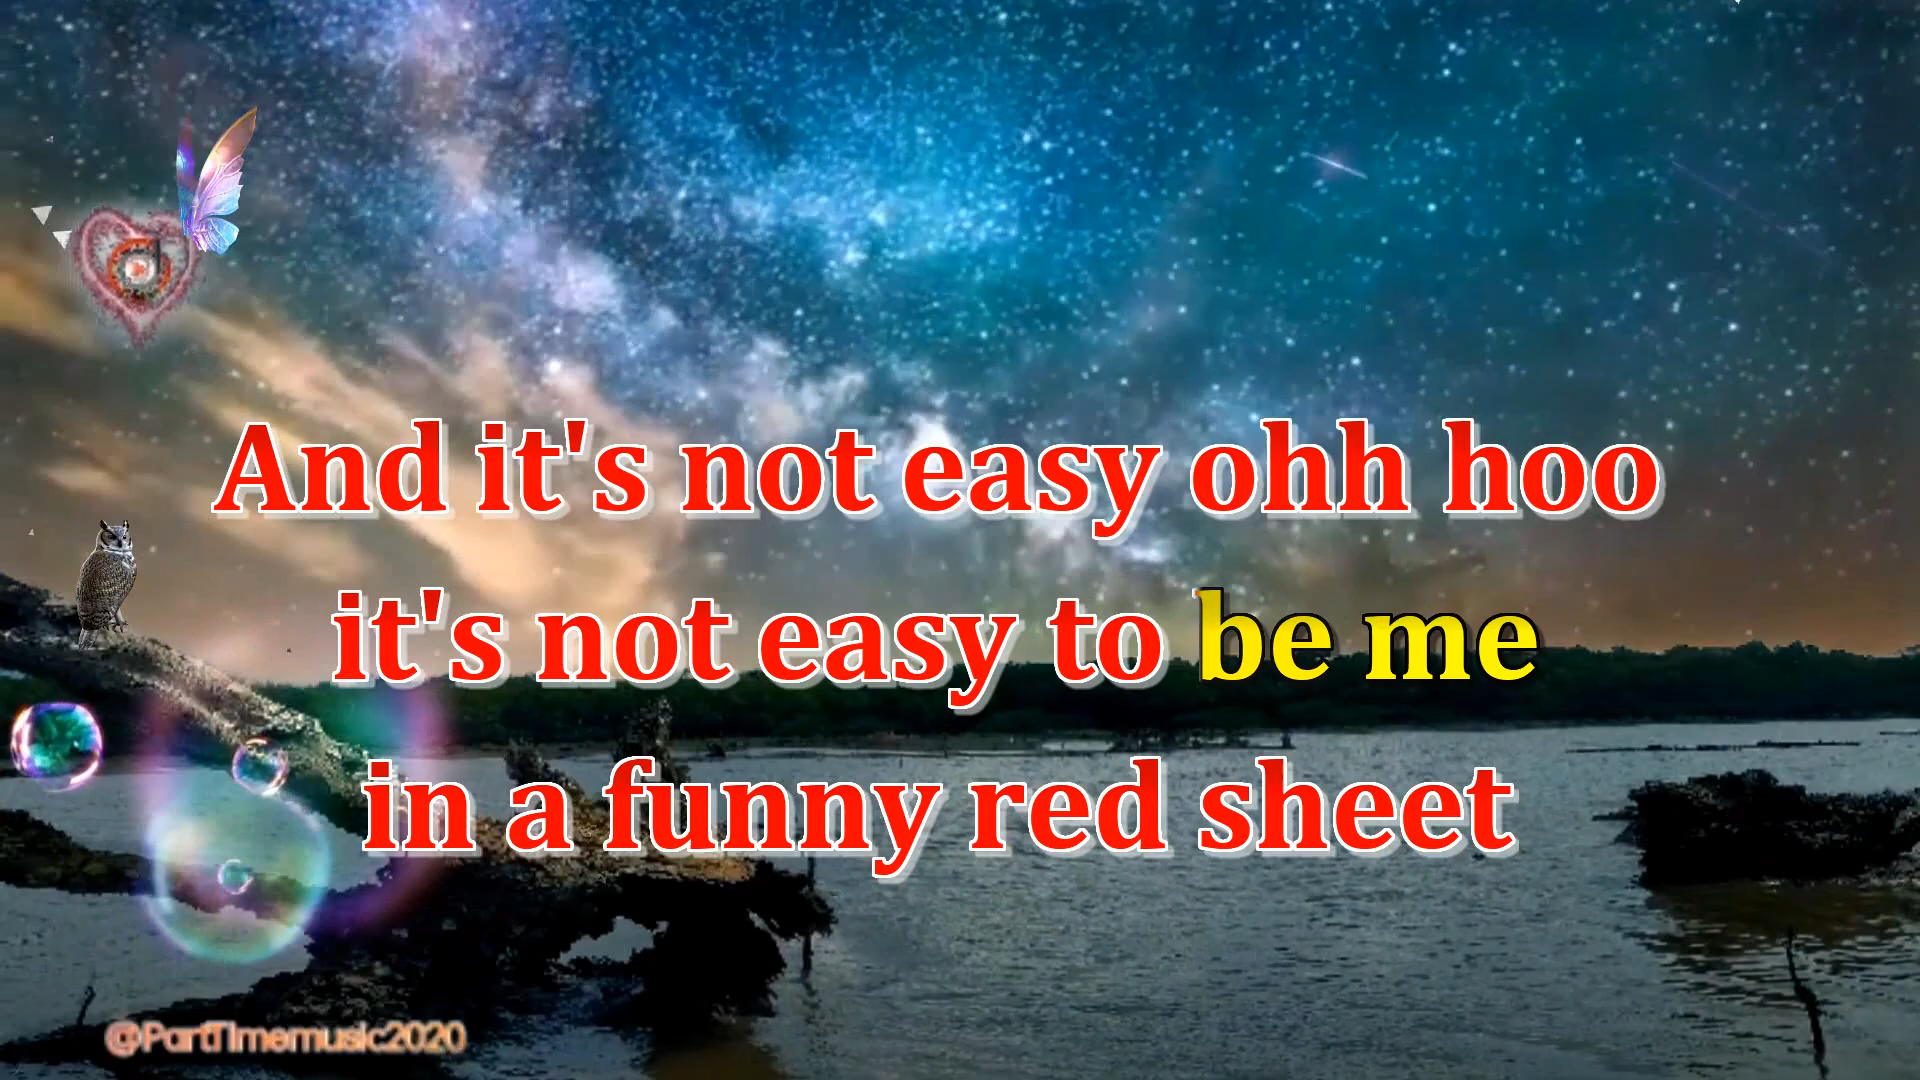 And it's not easy ohh hoo
it's not easy to be me
in a funny red sheet
@PartTimemusic2020